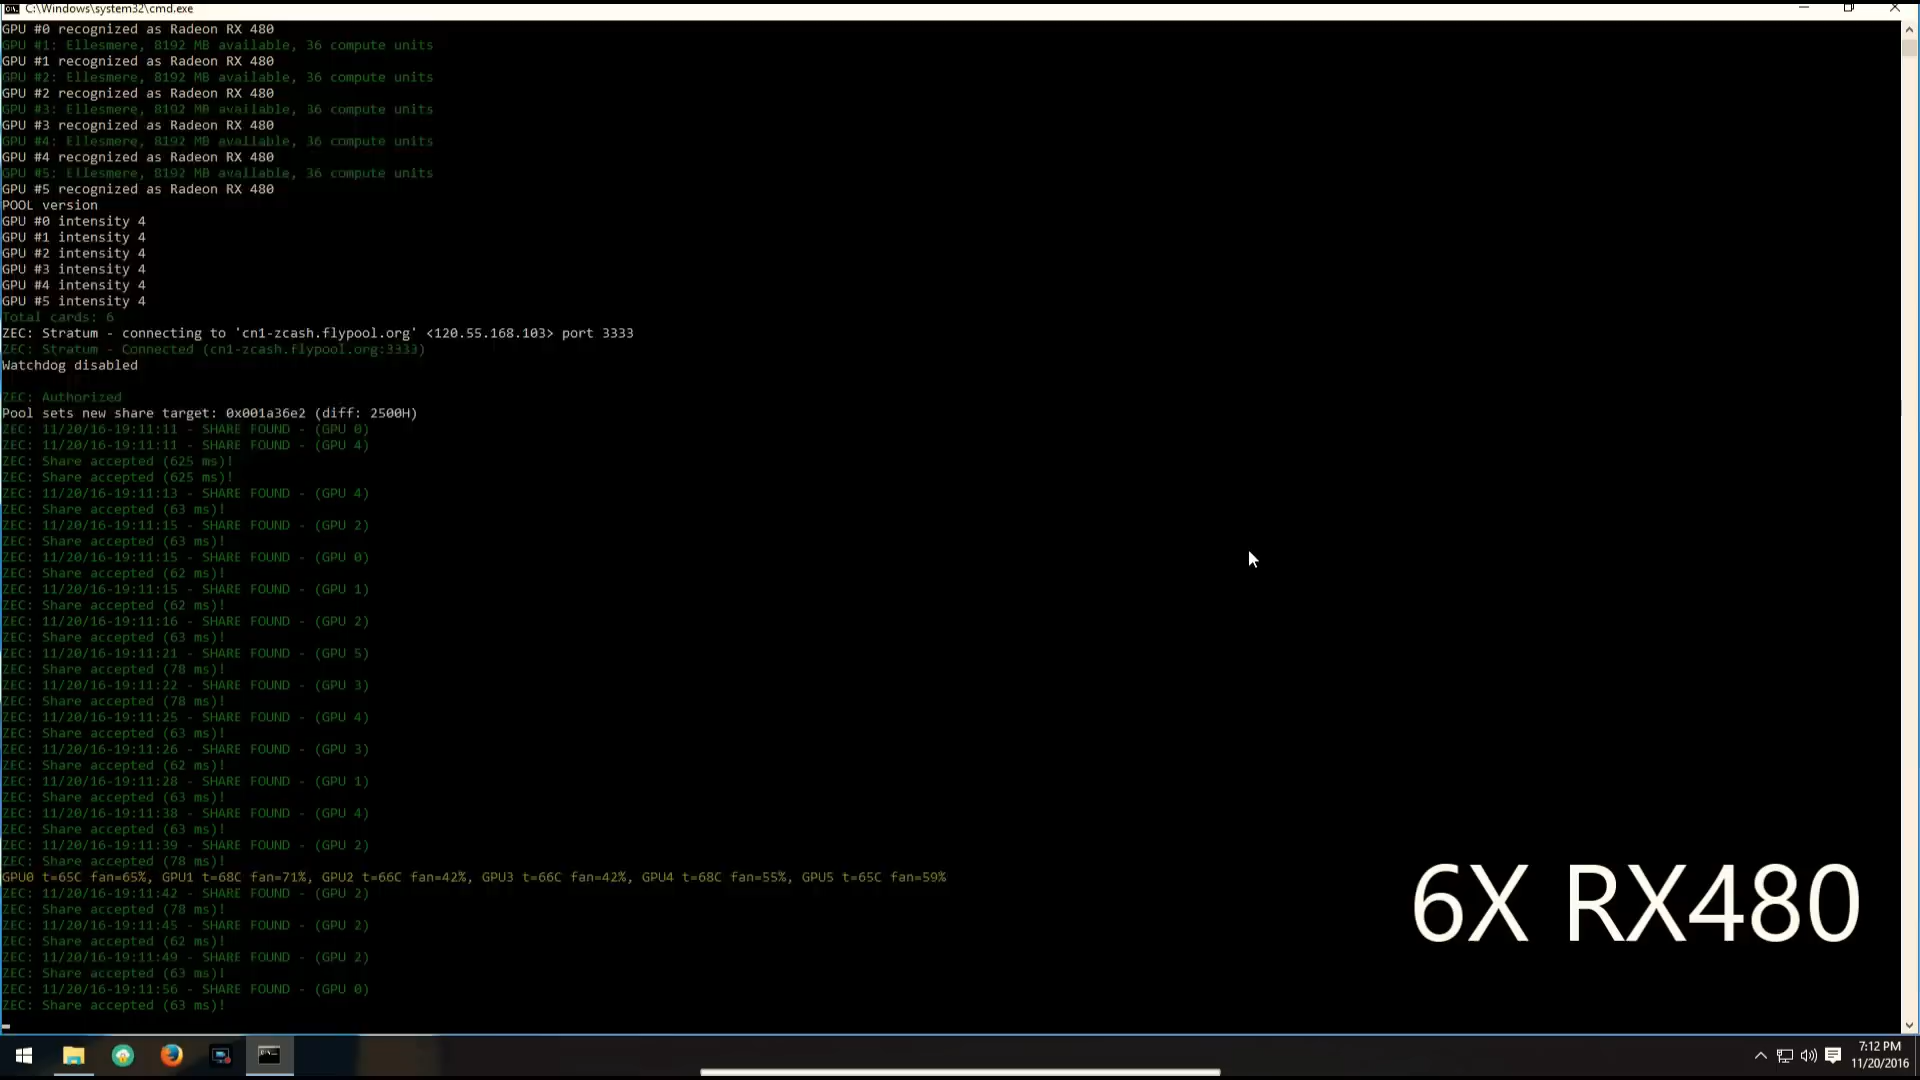 C:\Windows\system32\cmd.exe
GPU #0 recognized as Radeon RX 480
GPU #1: Ellesmere, 8192 MB available, 36 compute units
GPU #1 recognized as Radeon RX 480
GPU #2: Ellesmere, 8192 MB available, 36 compute units
GPU #2 recognized as Radeon RX 480
GPU #3: Ellesmere, 8192 MB available, 36 compute units
GPU #3 recognized as Radeon RX 480
GPU #4: Ellesmere, 8192 MB available, 36 compute units
GPU #4 recognized as Radeon RX 480
GPU #5: Ellesmere, 8192 MB available, 36 compute units
GPU #5 recognized as Radeon RX 480
POOL version
GPU #0 intensity 4
GPU #1 intensity 4
GPU #2 intensity 4
GPU #3 intensity 4
GPU #4 intensity 4
GPU #5 intensity 4
Total cards: 6
ZEC: Stratum - connecting to 'cn1-zcash.flypool.org' <120.55.168.103> port 3333
ZEC: Stratum - Connected (cn1-zcash.flypool.org:3333)
Watchdog disabled
ZEC: Authorized
Pool sets new share target: 0x001a36e2 (diff: 2500H)
ZEC: 11/20/16-19:11:11 - SHARE FOUND - (GPU 0)
ZEC: 11/20/16-19:11:11 - SHARE FOUND - (GPU 4)
ZEC: Share accepted (625 ms)!
ZEC: Share accepted (625 ms)!
ZEC: 11/20/16-19:11:13 - SHARE FOUND - (GPU 4)
ZEC: Share accepted (63 ms)!
ZEC: 11/20/16-19:11:15 - SHARE FOUND - (GPU 2)
ZEC: Share accepted (63 ms)!
ZEC: 11/20/16-19:11:15 - SHARE FOUND - (GPU 0)
ZEC: Share accepted (62 ms)!
ZEC: 11/20/16-19:11:15 - SHARE FOUND - (GPU 1)
ZEC: Share accepted (62 ms)!
ZEC: 11/20/16-19:11:16 - SHARE FOUND - (GPU 2)
ZEC: Share accepted (63 ms)!
ZEC: 11/20/16-19:11:21 - SHARE FOUND - (GPU 5)
ZEC: Share accepted (78 ms)!
ZEC: 11/20/16-19:11:22 - SHARE FOUND - (GPU 3)
ZEC: Share accepted (78 ms)!
ZEC: 11/20/16-19:11:25 - SHARE FOUND - (GPU 4)
ZEC: Share accepted (63 ms)!
ZEC: 11/20/16-19:11:26 - SHARE FOUND - (GPU 3)
ZEC: Share accepted (62 ms)!
ZEC: 11/20/16-19:11:28 - SHARE FOUND - (GPU 1)
ZEC: Share accepted (63 ms)!
ZEC: 11/20/16-19:11:38 - SHARE FOUND - (GPU 4)
ZEC: Share accepted (63 ms)!
ZEC: 11/20/16-19:11:39 - SHARE FOUND - (GPU 2)
ZEC: Share accepted (78 ms)!
GPU0 t=65C fan=65%, GPU1 t=68C fan=71%, GPU2 t=66C fan=42%, GPU3 t=66C fan=42%, GPU4 t=68C fan=55%, GPU5 t=65C fan=59%
ZEC: 11/20/16-19:11:42 - SHARE FOUND - (GPU 2)
ZEC: Share accepted (78 ms)!
ZEC: 11/20/16-19:11:45 - SHARE FOUND - (GPU 2)
ZEC: Share accepted (62 ms)!
ZEC: 11/20/16-19:11:49 - SHARE FOUND - (GPU 2)
ZEC: Share accepted (63 ms)!
ZEC: 11/20/16-19:11:56 - SHARE FOUND - (GPU 0)
ZEC: Share accepted (63 ms)!
6X RX480
7:12 PM
11/20/2016